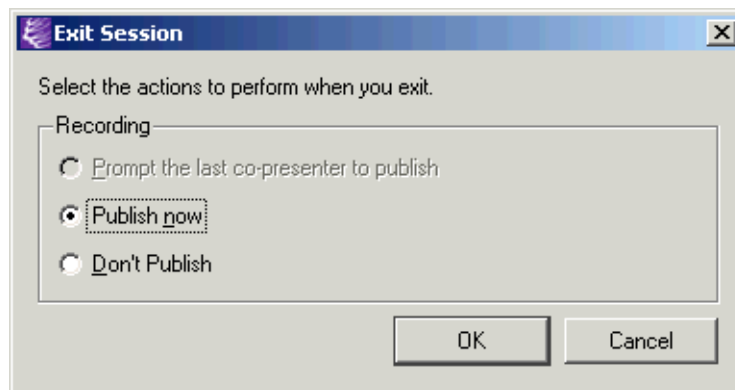 Exit Session
Select the actions to perform when you exit.
Recording
Prompt the last co-presenter to publish
Publish now
Don't Publish
OK Cancel